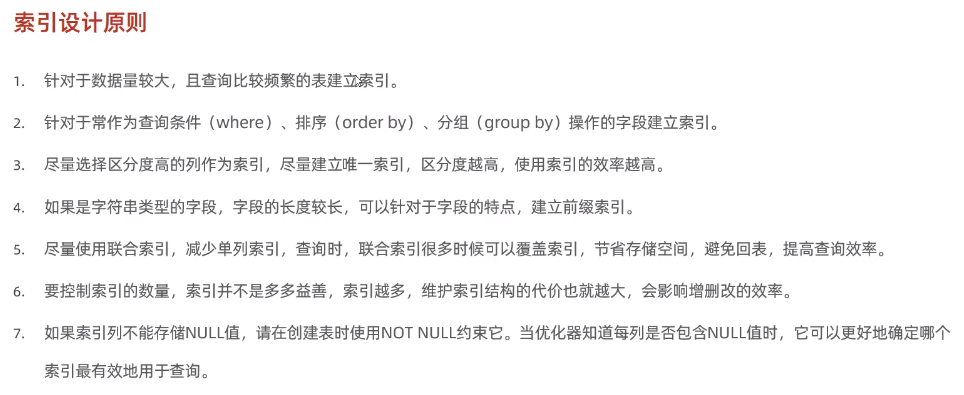 索引设计原则
1. 针对于数据量较大，且查询比较频繁的表建立索引。
2. 针对于常作为查询条件（where）、排序（order by）、分组（group by）操作的字段建立索引。
3. 尽量选择区分度高的列作为索引，尽量建立唯一索引，区分度越高，使用索引的效率越高。
4. 如果是字符串类型的字段，字段的长度较长，可以针对于字段的特点，建立前缀索引。
5. 尽量使用联合索引，减少单列索引，查询时，联合索引很多时候可以覆盖索引，节省存储空间，避免回表，提高查询效率。
6. 要控制索引的数量，索引并不是多多益善，索引越多，维护索引结构的代价也就越大，会影响增删改的效率。
7. 如果索引列不能存储NULL值，请在创建表时使用NOT NULL约束它。当优化器知道每列是否包含NULL值时，它可以更好地确定哪个
索引最有效地用于查询。